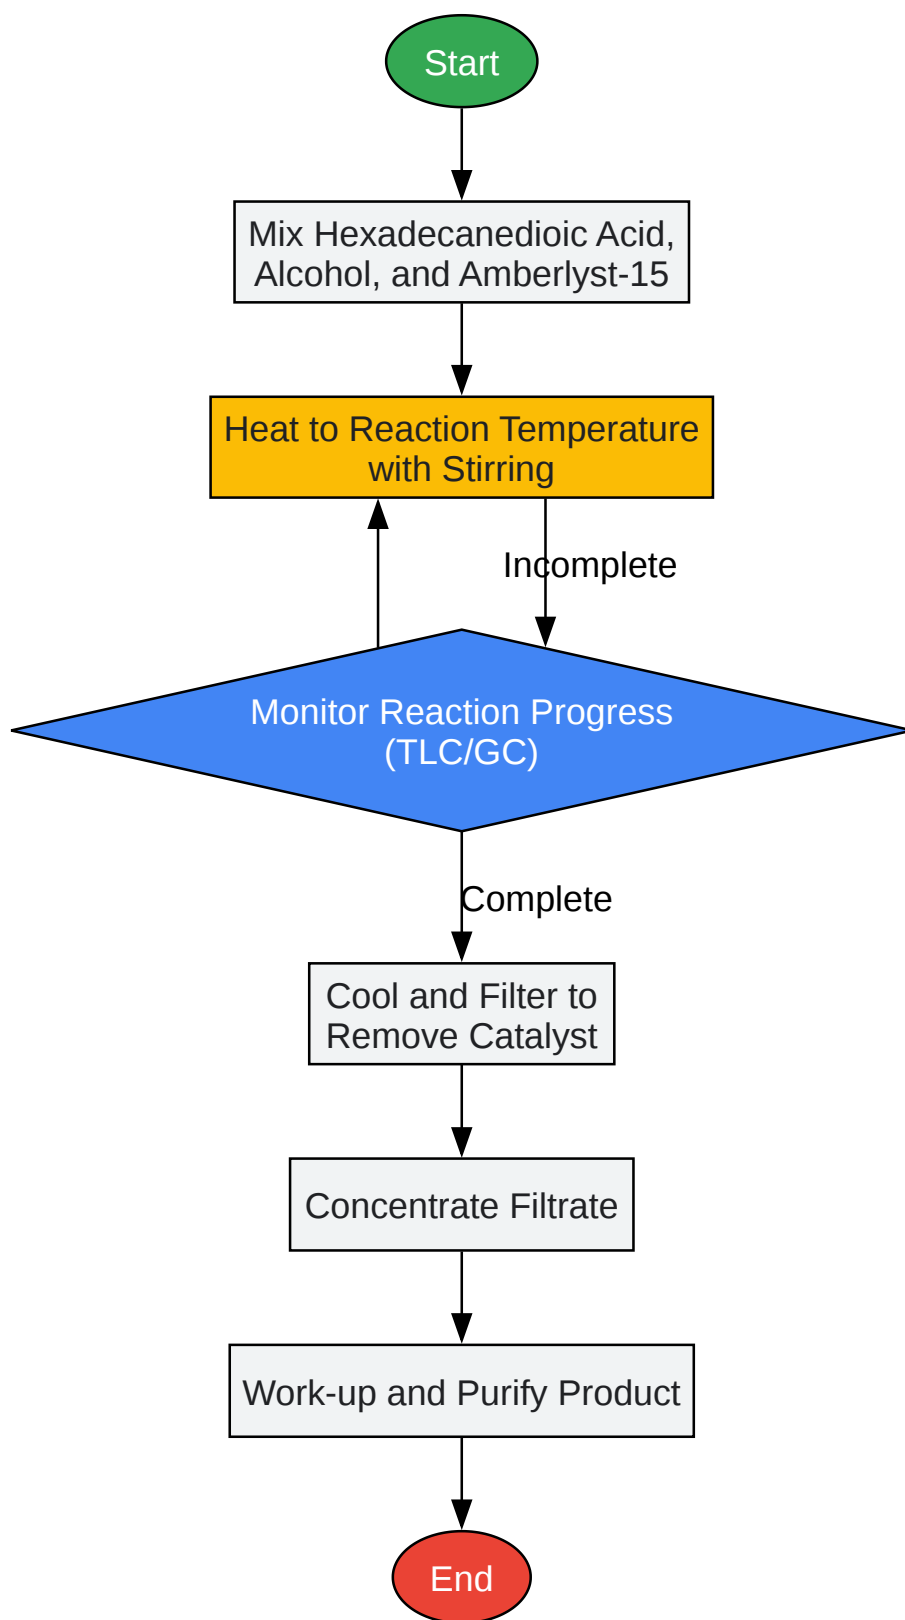 Start
Mix Hexadecanedioic Acid,
Alcohol, and Amberlyst-15
Heat to Reaction Temperature
with Stirring
Incomplete
Monitor Reaction Progress
(TLC/GC)
Complete
Cool and Filter to
Remove Catalyst
Concentrate Filtrate
Work-up and Purify Product
End